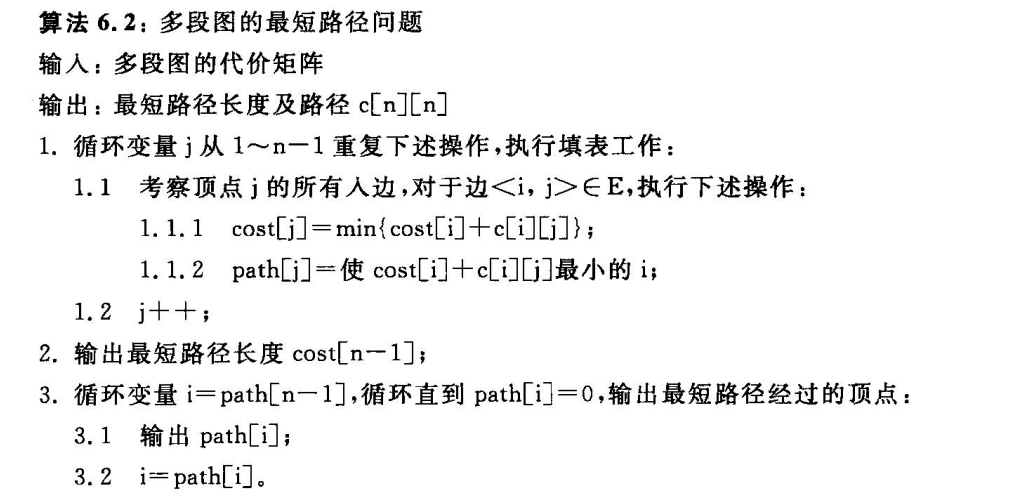 算法 6.2：多段图的最短路径问题
输入：多段图的代价矩阵
输出：最短路径长度及路径 c[n][n]
1. 循环变量 j 从 1～n－1 重复下述操作,执行填表工作：
1.1 考察顶点 j 的所有入边,对于边<i, j>∈E,执行下述操作：
1.1.1 cost[j]＝min{cost[i]＋c[i][j]}；
1.1.2 path[j]＝使 cost[i]＋c[i][j]最小的 i；
1.2 j＋＋；
2. 输出最短路径长度 cost[n－1]；
3. 循环变量 i＝path[n－1],循环直到 path[i]＝0,输出最短路径经过的顶点：
3.1 输出 path[i]；
3.2 i＝path[i]。